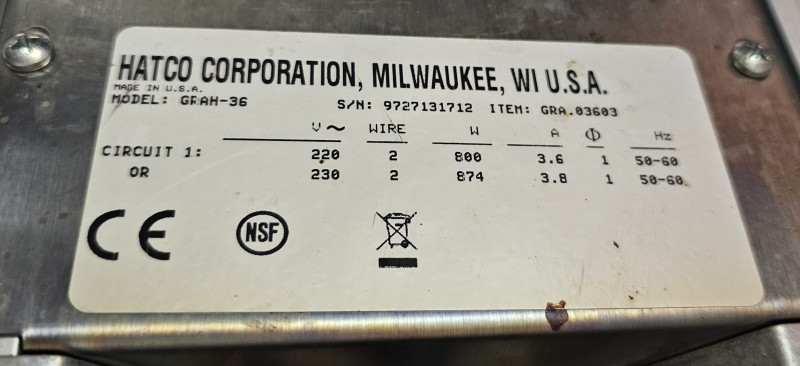 HATCO CORPORATION, MILWAUKEE, WI U.S.A.
MADE IN U.S.A.
MODEL: GRAH-36 S/N: 9727131712 ITEM: GRA.03603
V~ WIRE W A Φ Hz
CIRCUIT 1: 220 2 800 3.6 1 50-60
OR 230 2 874 3.8 1 50-60
CE NSF